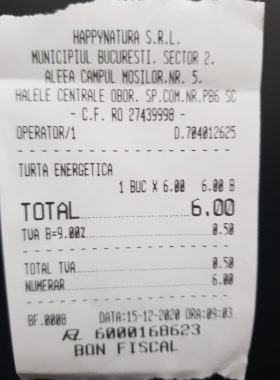 HAPPYNATURA S.R.L.
MUNICIPIUL BUCURESTI. SECTOR 2.
ALEEA CAMPUL MOSILOR.NR. 5.
HALELE CENTRALE OBOR. SP.COM.NR.PB6 SC
- C.F. RO 27439998 -
OPERATOR/1 D.704012625
TURTA ENERGETICA
1 BUC X 6.00 6.00 B
TOTAL 6.00
TVA B=9.00% 0.50
TOTAL TVA 0.50
NUMERAR 6.00
BF.0008 DATA:15-12-2020 ORA:09:03
6000168623
BON FISCAL